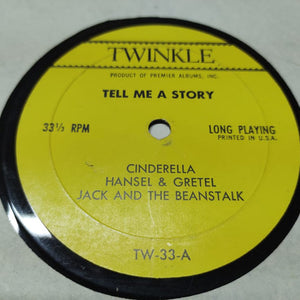 TWINKLE
PRODUCT OF PREMIER ALBUMS, INC.
TELL ME A STORY
33⅓ RPM
LONG PLAYING
PRINTED IN U.S.A.
CINDERELLA
HANSEL & GRETEL
JACK AND THE BEANSTALK
TW-33-A